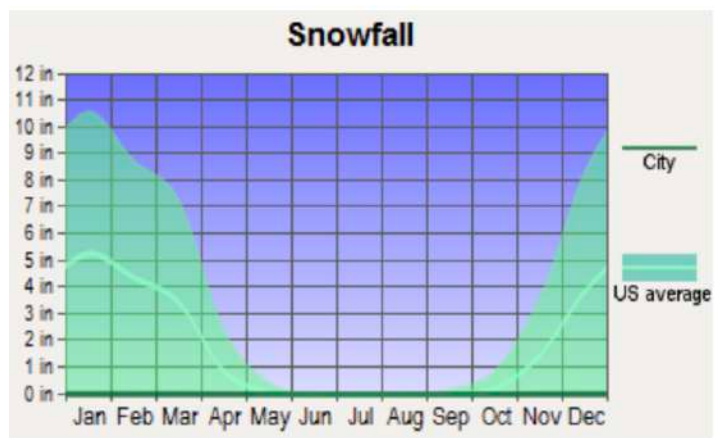 Snowfall
12 in
11 in
10 in
9 in
8 in
7 in
6 in
5 in
4 in
3 in
2 in
1 in
0 in
Jan Feb Mar Apr May Jun Jul Aug Sep Oct Nov Dec
City
US average